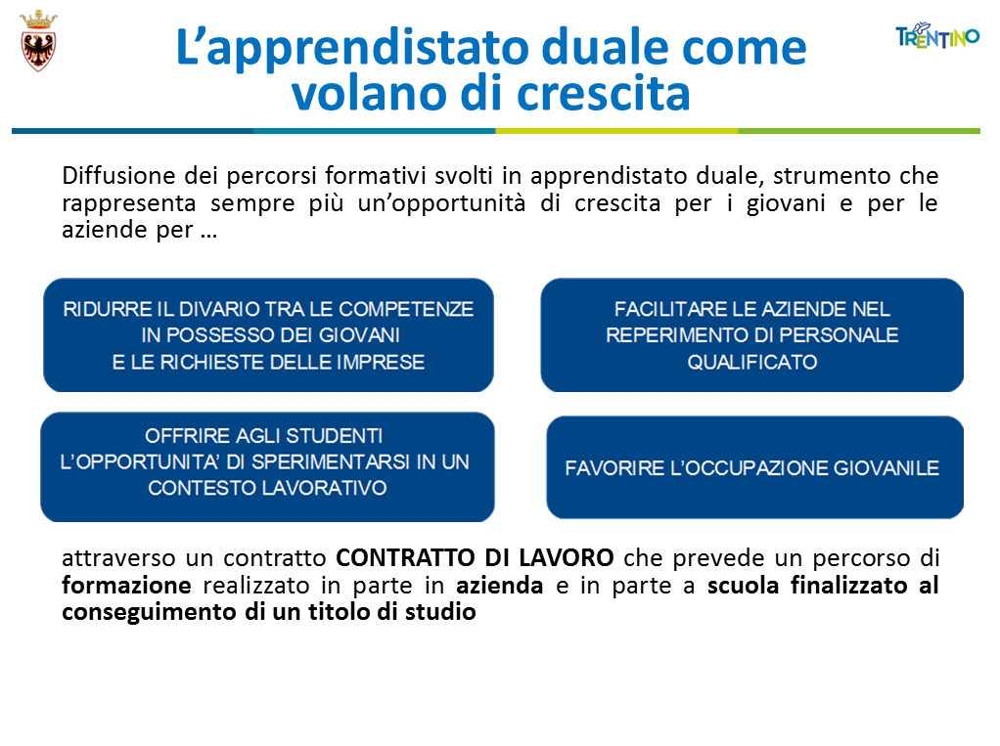 L’apprendistato duale come
volano di crescita
TRENTINO
Diffusione dei percorsi formativi svolti in apprendistato duale, strumento che
rappresenta sempre più un’opportunità di crescita per i giovani e per le
aziende per …
RIDURRE IL DIVARIO TRA LE COMPETENZE
IN POSSESSO DEI GIOVANI
E LE RICHIESTE DELLE IMPRESE
FACILITARE LE AZIENDE NEL
REPERIMENTO DI PERSONALE
QUALIFICATO
OFFRIRE AGLI STUDENTI
L’OPPORTUNITA’ DI SPERIMENTARSI IN UN
CONTESTO LAVORATIVO
FAVORIRE L’OCCUPAZIONE GIOVANILE
attraverso un contratto CONTRATTO DI LAVORO che prevede un percorso di
formazione realizzato in parte in azienda e in parte a scuola finalizzato al
conseguimento di un titolo di studio